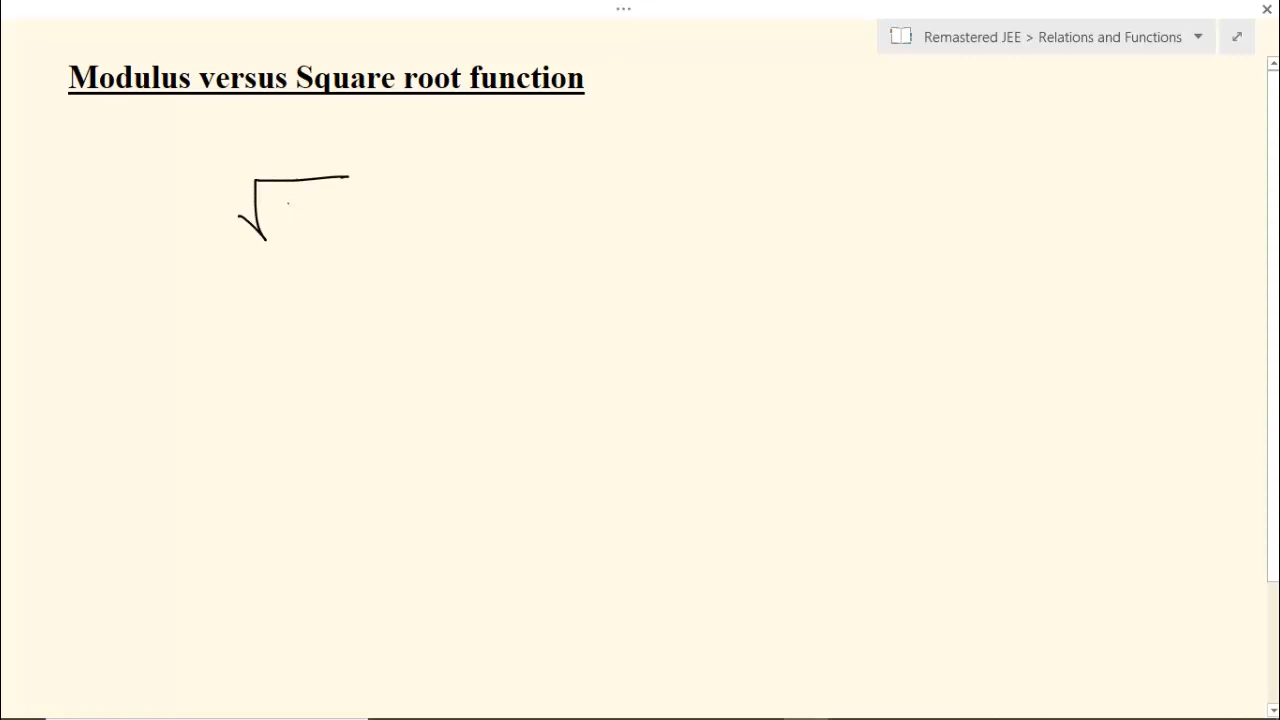 Remastered JEE > Relations and Functions
Modulus versus Square root function
√